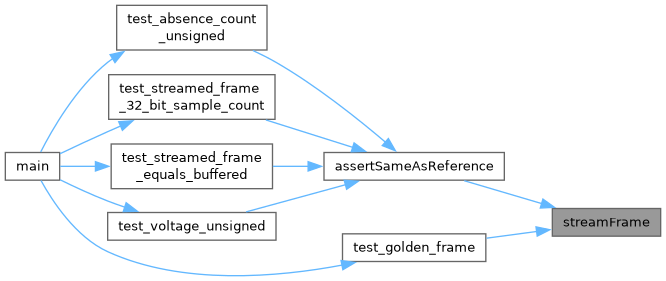 test_absence_count
_unsigned
test_streamed_frame
_32_bit_sample_count
main
test_streamed_frame
_equals_buffered
assertSameAsReference
test_voltage_unsigned
streamFrame
test_golden_frame